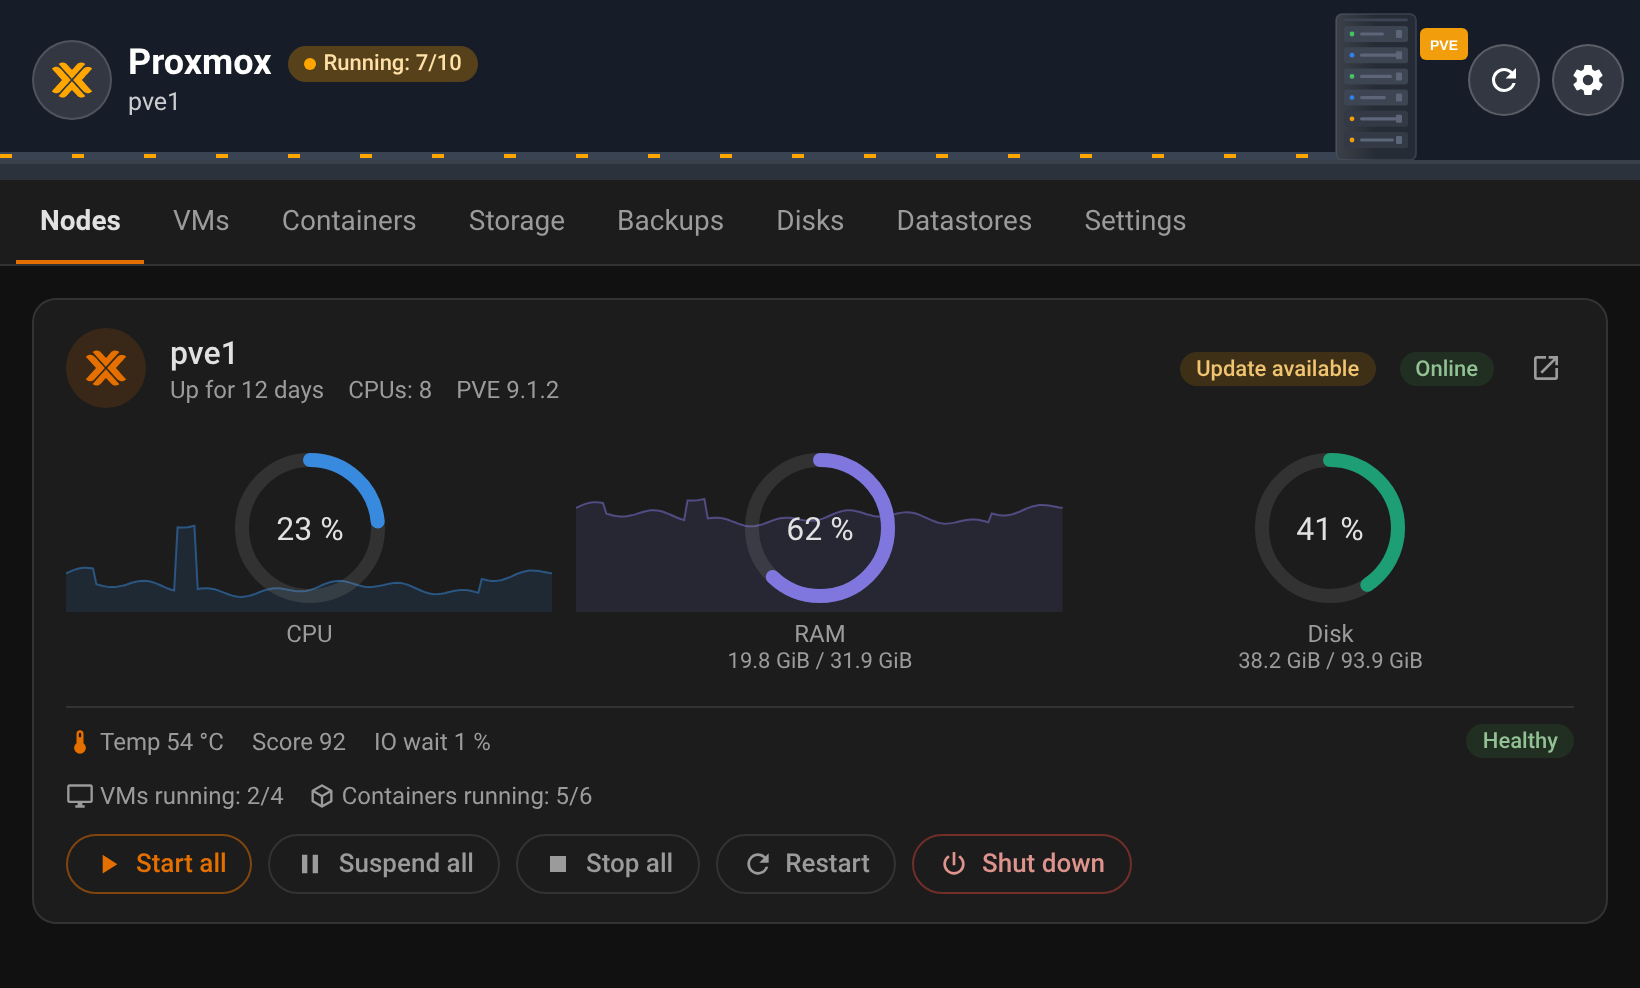 Proxmox
Running: 7/10
pve1
PVE
Nodes VMs Containers Storage Backups Disks Datastores Settings
pve1
Up for 12 days CPUs: 8 PVE 9.1.2
Update available
Online
23 %
62 %
41 %
CPU
RAM
19.8 GiB / 31.9 GiB
Disk
38.2 GiB / 93.9 GiB
Temp 54 °C Score 92 IO wait 1 %
Healthy
VMs running: 2/4 Containers running: 5/6
Start all Suspend all Stop all Restart Shut down